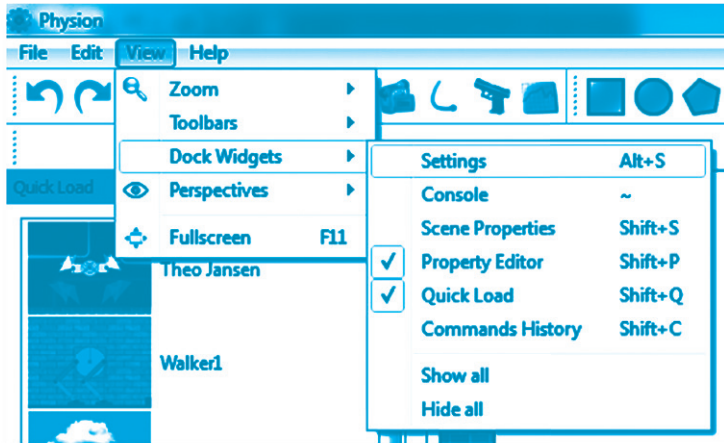 Physion
File Edit View Help
Zoom
Toolbars
Dock Widgets
Perspectives
Fullscreen F11
Settings Alt+S
Console ~
Scene Properties Shift+S
Property Editor Shift+P
Quick Load Shift+Q
Commands History Shift+C
Show all
Hide all
Quick Load
Theo Jansen
Walker1